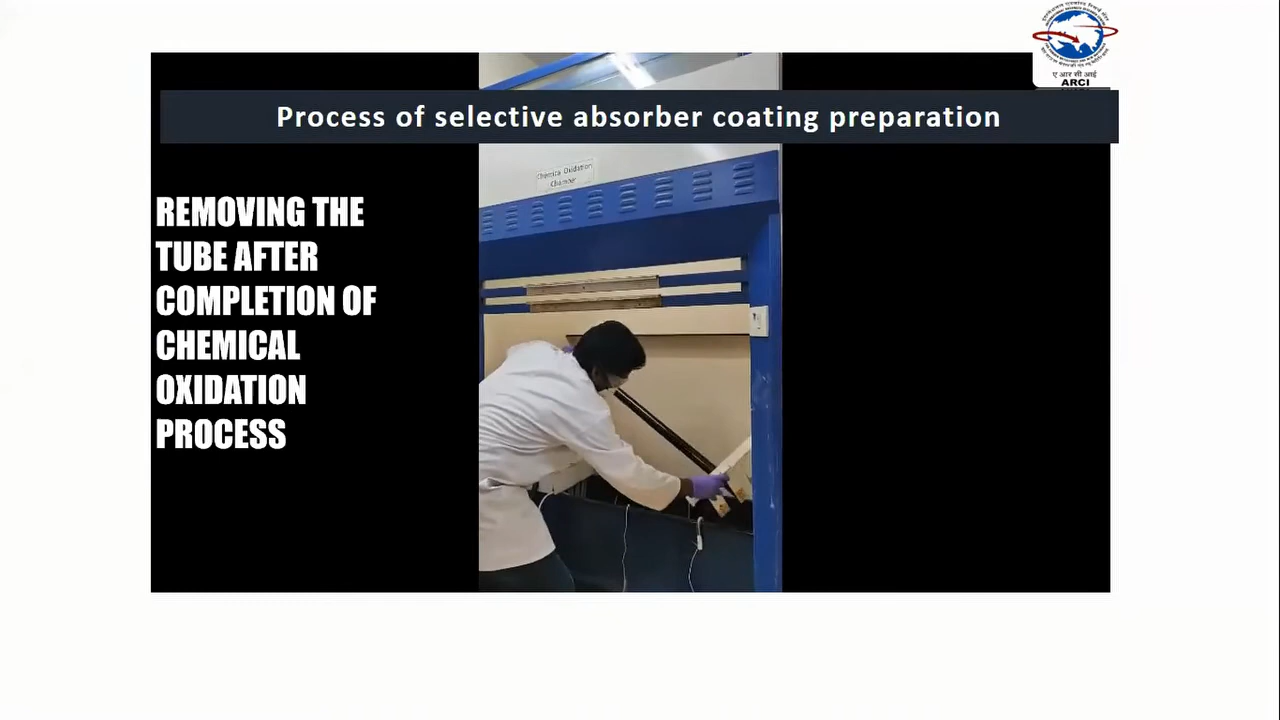 ए आर सी आई
ARCI
Process of selective absorber coating preparation
Chemical Oxidation
Chamber
REMOVING THE
TUBE AFTER
COMPLETION OF
CHEMICAL
OXIDATION
PROCESS